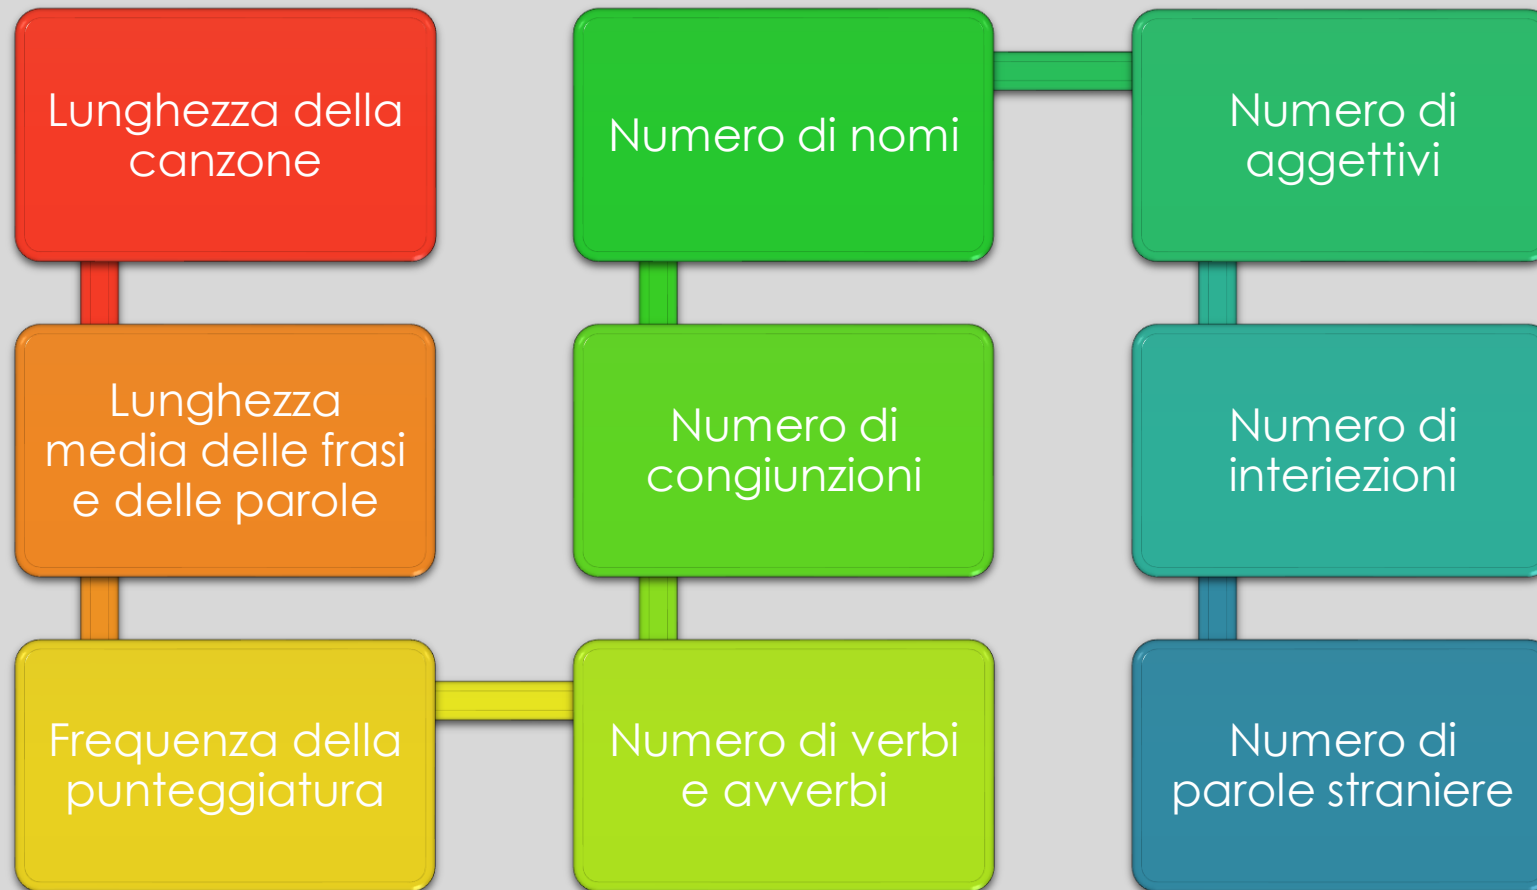 Lunghezza della
canzone
Lunghezza
media delle frasi
e delle parole
Frequenza della
punteggiatura
Numero di verbi
e avverbi
Numero di
congiunzioni
Numero di nomi
Numero di
aggettivi
Numero di
interiezioni
Numero di
parole straniere